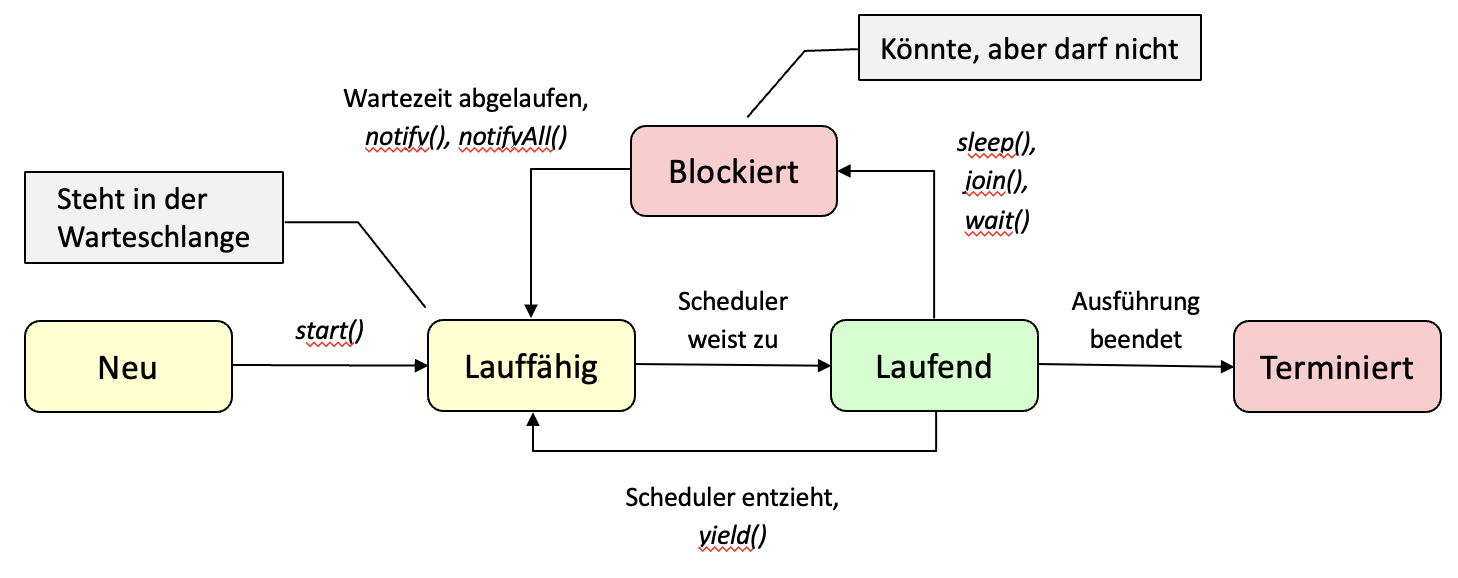 Könnte, aber darf nicht
Wartezeit abgelaufen,
notify(), notifyAll()
Blockiert
sleep(),
join(),
wait()
Steht in der
Warteschlange
Neu
start()
Lauffähig
Scheduler
weist zu
Laufend
Ausführung
beendet
Terminiert
Scheduler entzieht,
yield()